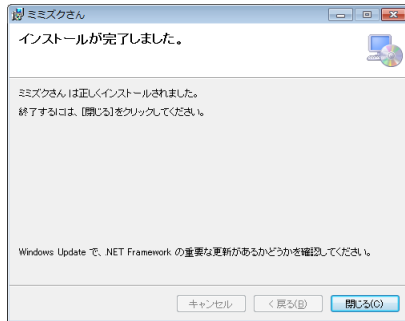 ミミズクさん
インストールが完了しました。
ミミズクさん は正しくインストールされました。
終了するには、[閉じる]をクリックしてください。
Windows Update で、.NET Framework の重要な更新があるかどうかを確認してください。
キャンセル
< 戻る(B)
閉じる(C)